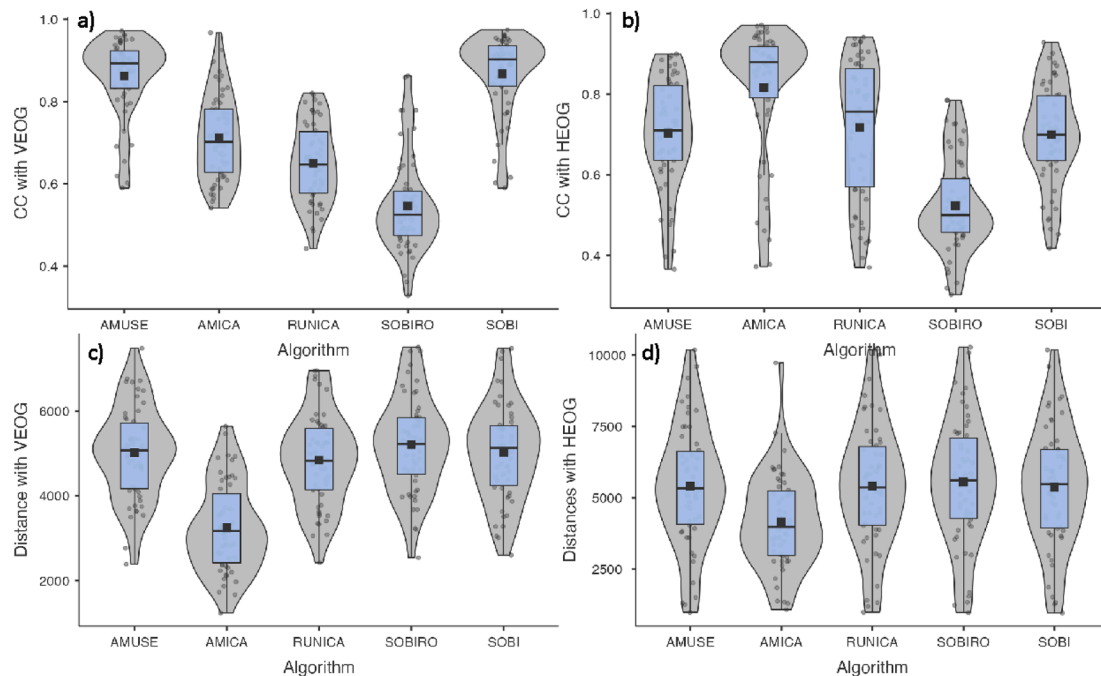 a)
CC with VEOG
1.0
0.8
0.6
0.4
AMUSE AMICA RUNICA SOBIRO SOBI
Algorithm
b)
CC with HEOG
1.0
0.8
0.6
0.4
AMUSE AMICA RUNICA SOBIRO SOBI
Algorithm
c)
Distance with VEOG
6000
4000
2000
AMUSE AMICA RUNICA SOBIRO SOBI
Algorithm
d)
Distances with HEOG
10000
7500
5000
2500
AMUSE AMICA RUNICA SOBIRO SOBI
Algorithm